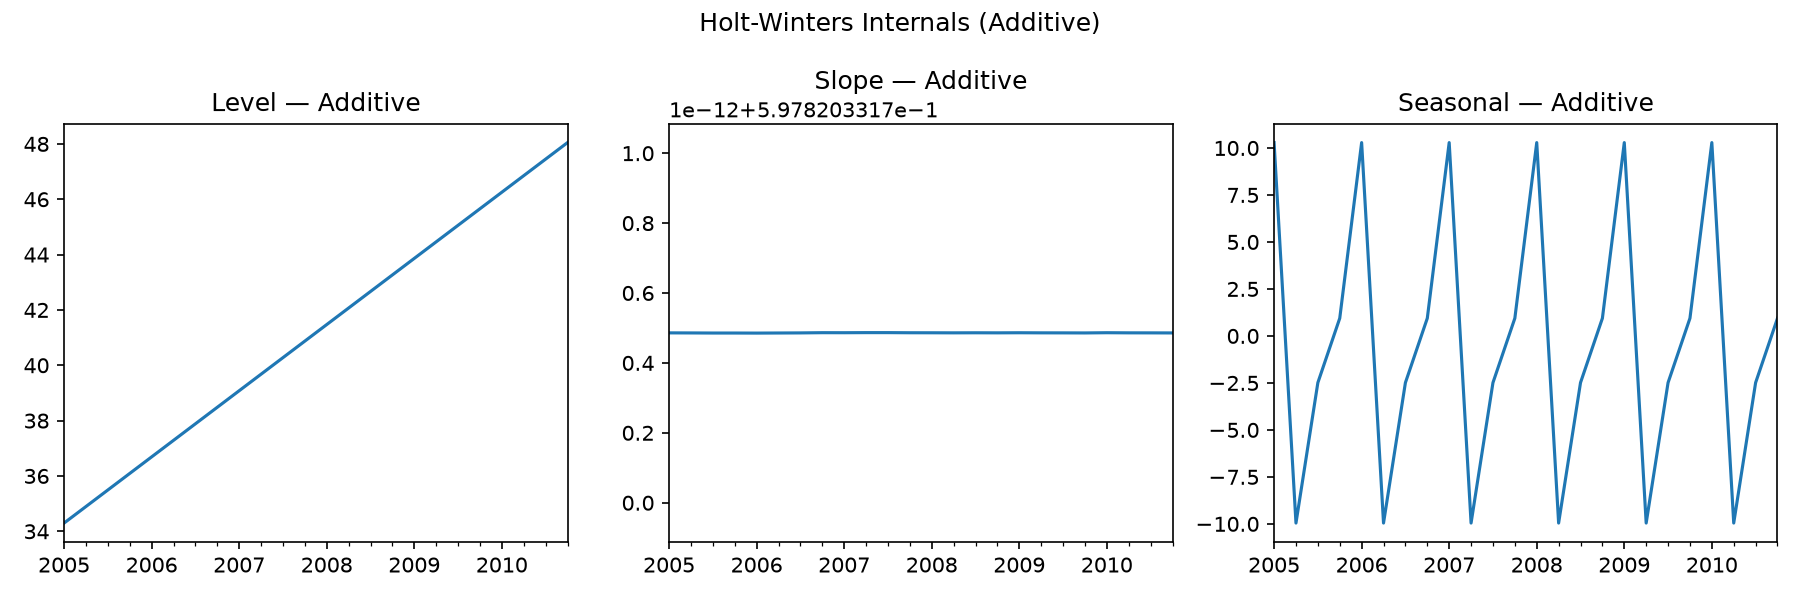 Holt-Winters Internals (Additive)
Level — Additive
48
46
44
42
40
38
36
34
2005 2006 2007 2008 2009 2010
Slope — Additive
1e−12+5.978203317e−1
1.0
0.8
0.6
0.4
0.2
0.0
2005 2006 2007 2008 2009 2010
Seasonal — Additive
10.0
7.5
5.0
2.5
0.0
−2.5
−5.0
−7.5
−10.0
2005 2006 2007 2008 2009 2010